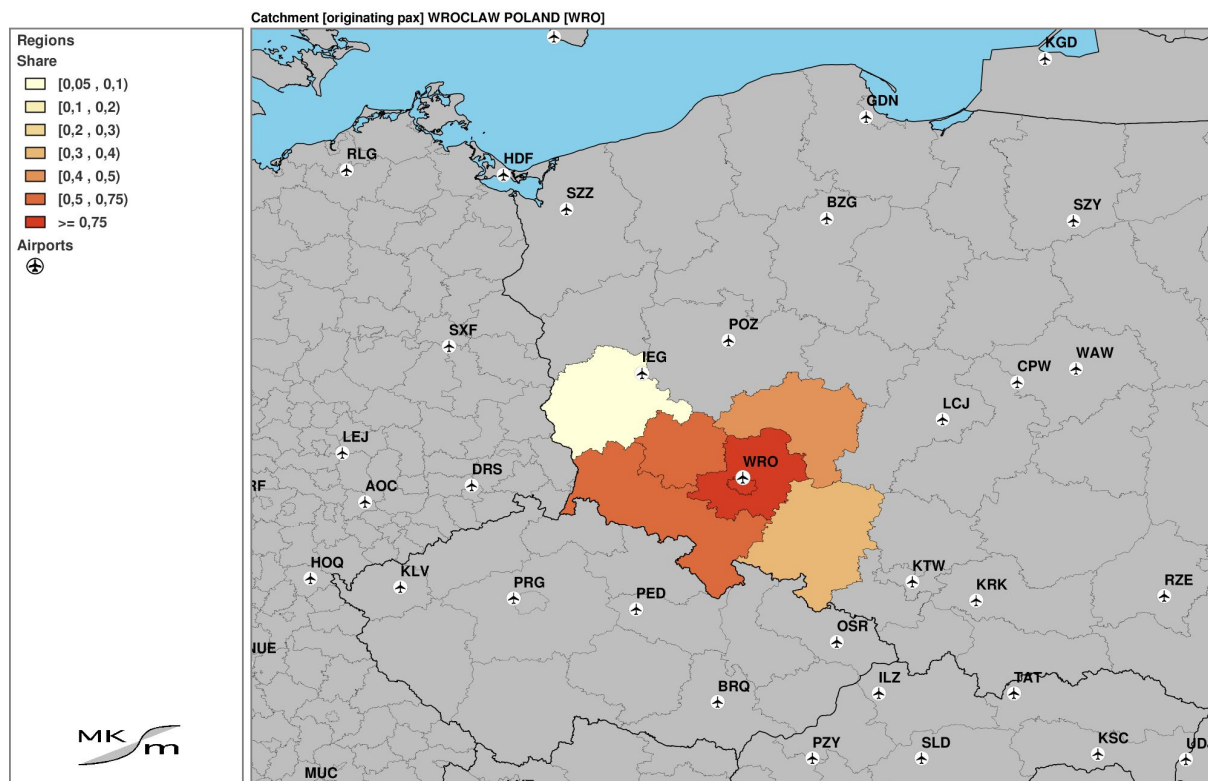 Catchment [originating pax] WROCLAW POLAND [WRO]
Regions
Share
[0,05 , 0,1)
[0,1 , 0,2)
[0,2 , 0,3)
[0,3 , 0,4)
[0,4 , 0,5)
[0,5 , 0,75)
>= 0,75
Airports
KGD
GDN
RLG
HDF
SZZ
BZG
SZY
SXF
POZ
IEG
CPW
WAW
LCJ
LEJ
WRO
DRS
RF
AOC
HOQ
KLV
PRG
PED
KTW
KRK
RZE
NUE
OSR
BRQ
ILZ
TAT
MUC
PZY
SLD
KSC
UDJ
MK
m